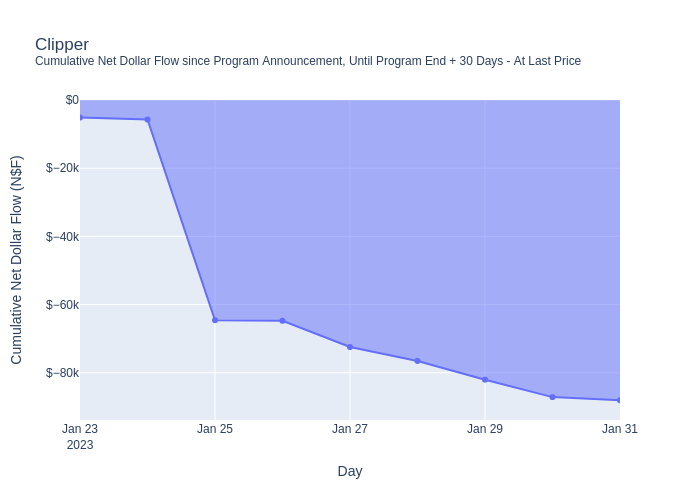 Clipper
Cumulative Net Dollar Flow since Program Announcement, Until Program End + 30 Days - At Last Price
Cumulative Net Dollar Flow (N$F)
$0
$−20k
$−40k
$−60k
$−80k
Jan 23
2023
Jan 25
Jan 27
Jan 29
Jan 31
Day